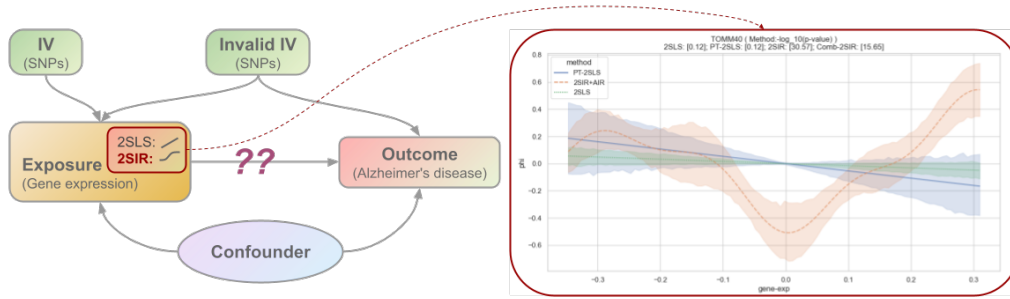 IV
(SNPs)
Invalid IV
(SNPs)
2SLS:
2SIR:
Exposure
(Gene expression)
??
Outcome
(Alzheimer's disease)
Confounder
TOMM40 ( Method:-log_10(p-value) )
2SLS: [0.12]; PT-2SLS: [0.12]; 2SIR: [30.57]; Comb-2SIR: [15.65]
method
PT-2SLS
2SIR+AIR
2SLS
0.8
0.6
0.4
0.2
0.0
−0.2
−0.4
−0.6
phi
−0.3
−0.2
−0.1
0.0
0.1
0.2
0.3
gene-exp